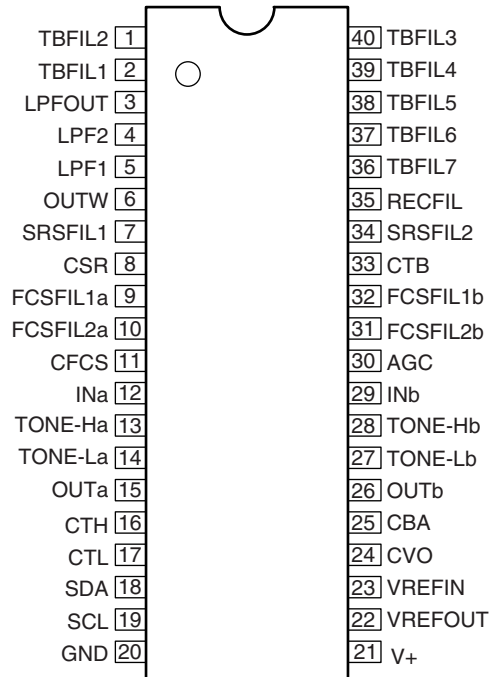 TBFIL2 1 40 TBFIL3
TBFIL1 2 39 TBFIL4
LPFOUT 3 38 TBFIL5
LPF2 4 37 TBFIL6
LPF1 5 36 TBFIL7
OUTW 6 35 RECFIL
SRSFIL1 7 34 SRSFIL2
CSR 8 33 CTB
FCSFIL1a 9 32 FCSFIL1b
FCSFIL2a 10 31 FCSFIL2b
CFCS 11 30 AGC
INa 12 29 INb
TONE-Ha 13 28 TONE-Hb
TONE-La 14 27 TONE-Lb
OUTa 15 26 OUTb
CTH 16 25 CBA
CTL 17 24 CVO
SDA 18 23 VREFIN
SCL 19 22 VREFOUT
GND 20 21 V+